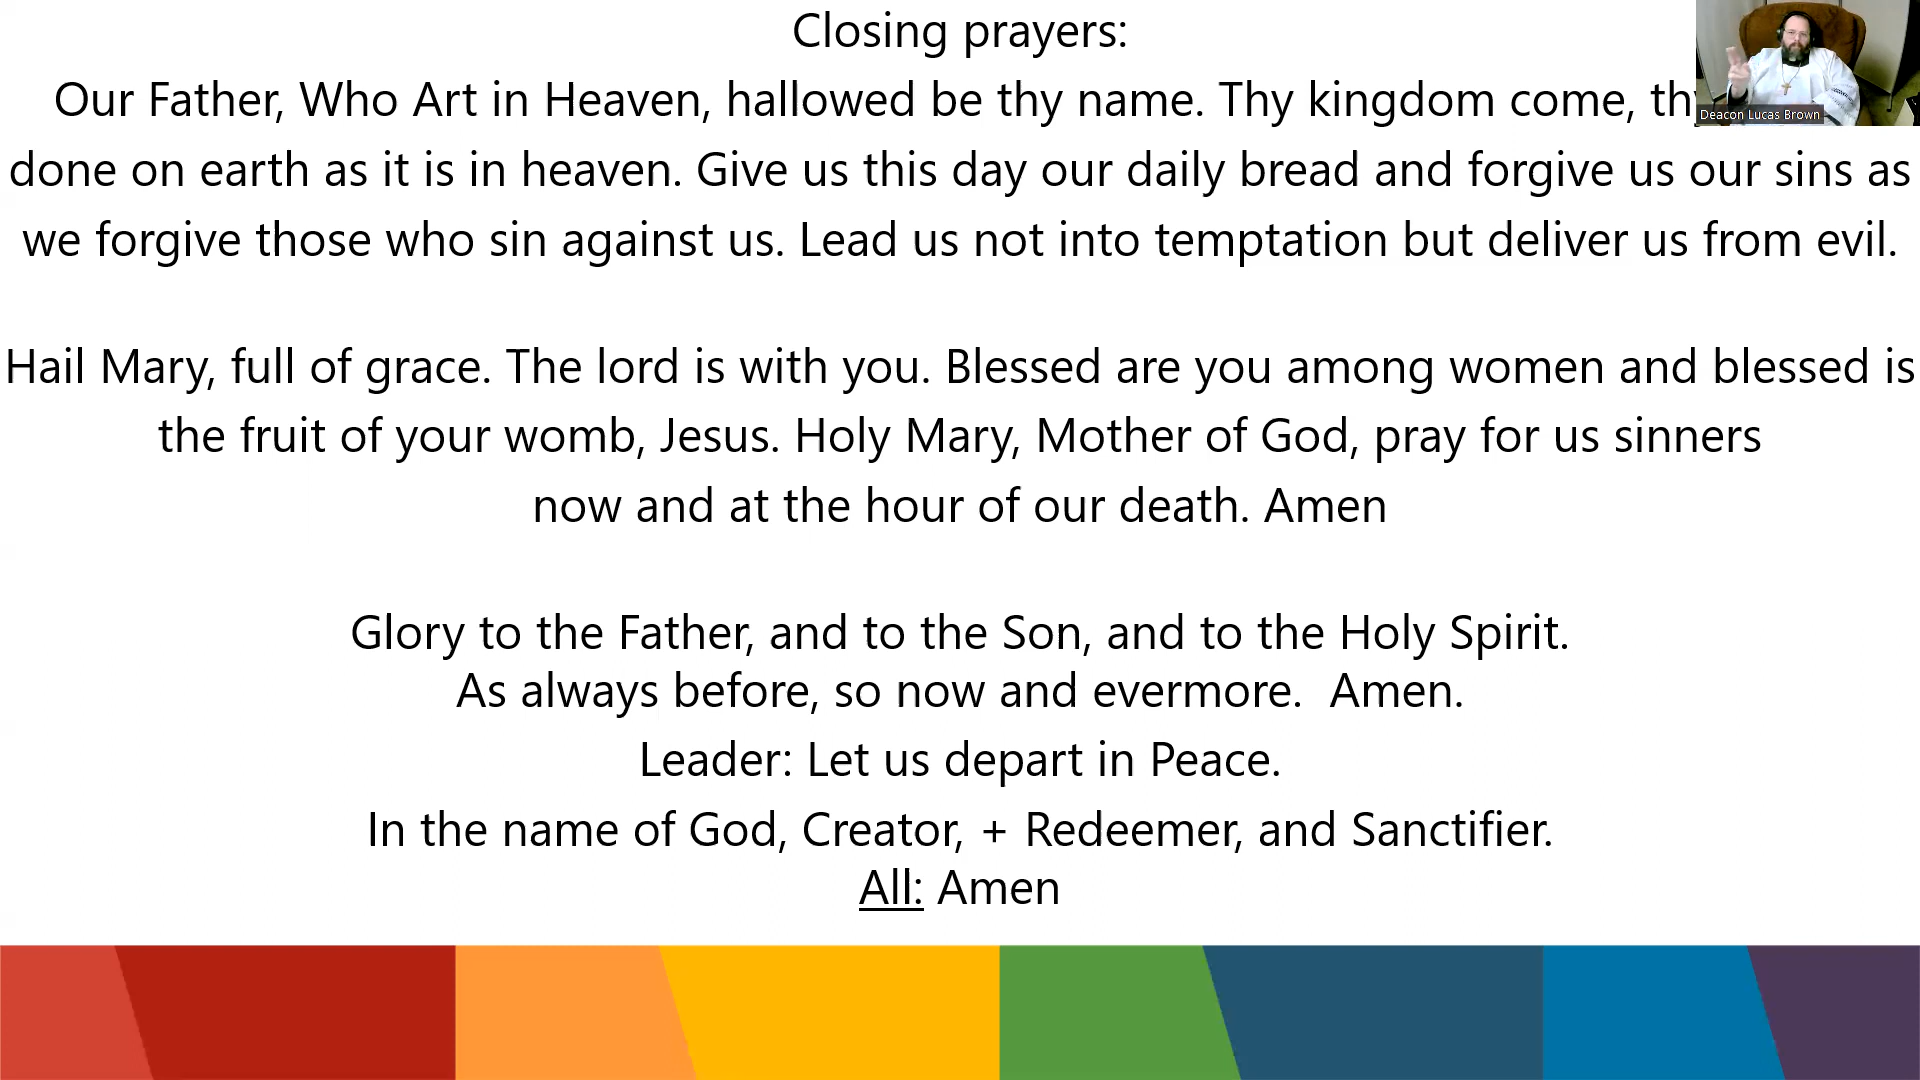 Closing prayers:
Our Father, Who Art in Heaven, hallowed be thy name. Thy kingdom come,
done on earth as it is in heaven. Give us this day our daily bread and forgive us our sins as
we forgive those who sin against us. Lead us not into temptation but deliver us from evil.
Hail Mary, full of grace. The lord is with you. Blessed are you among women and blessed is
the fruit of your womb, Jesus. Holy Mary, Mother of God, pray for us sinners
now and at the hour of our death. Amen
Glory to the Father, and to the Son, and to the Holy Spirit.
As always before, so now and evermore.  Amen.
Leader: Let us depart in Peace.
In the name of God, Creator, + Redeemer, and Sanctifier.
All: Amen
Deacon Lucas Brown